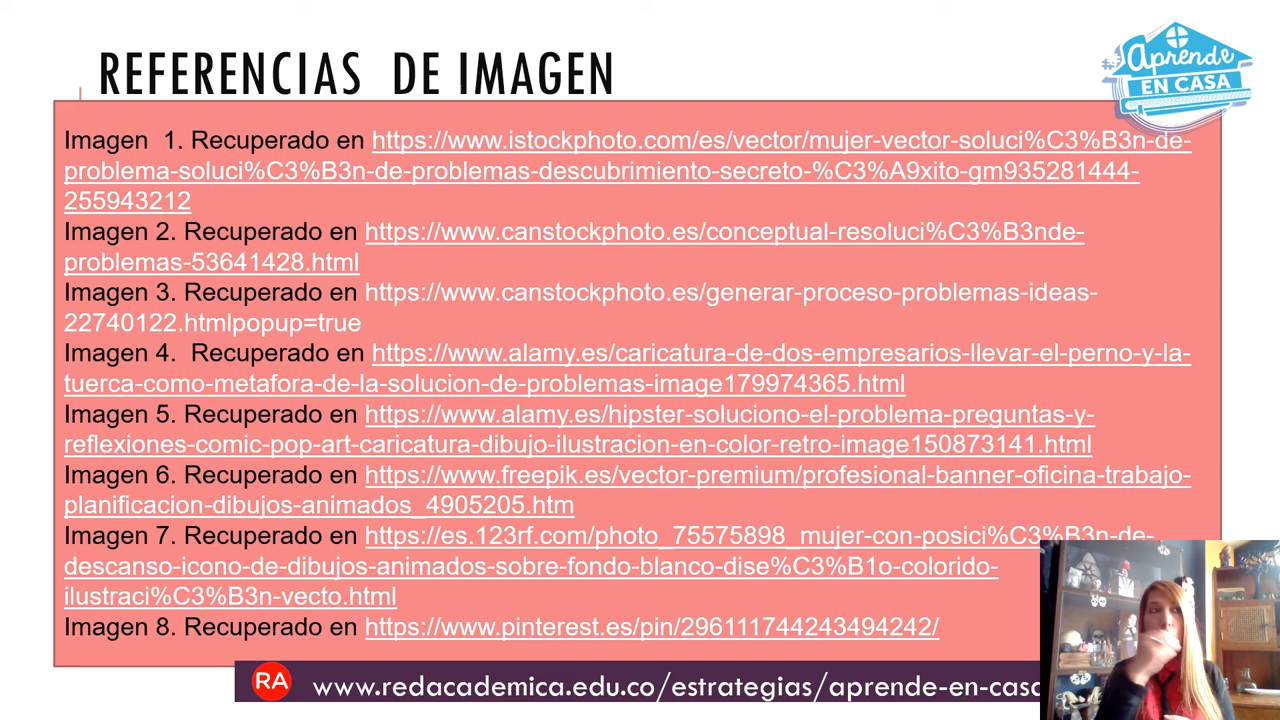 REFERENCIAS DE IMAGEN
#Aprende
EN CASA
Imagen 1. Recuperado en https://www.istockphoto.com/es/vector/mujer-vector-soluci%C3%B3n-de-
problema-soluci%C3%B3n-de-problemas-descubrimiento-secreto-%C3%A9xito-gm935281444-
255943212
Imagen 2. Recuperado en https://www.canstockphoto.es/conceptual-resoluci%C3%B3nde-
problemas-53641428.html
Imagen 3. Recuperado en https://www.canstockphoto.es/generar-proceso-problemas-ideas-
22740122.htmlpopup=true
Imagen 4. Recuperado en https://www.alamy.es/caricatura-de-dos-empresarios-llevar-el-perno-y-la-
tuerca-como-metafora-de-la-solucion-de-problemas-image179974365.html
Imagen 5. Recuperado en https://www.alamy.es/hipster-soluciono-el-problema-preguntas-y-
reflexiones-comic-pop-art-caricatura-dibujo-ilustracion-en-color-retro-image150873141.html
Imagen 6. Recuperado en https://www.freepik.es/vector-premium/profesional-banner-oficina-trabajo-
planificacion-dibujos-animados_4905205.htm
Imagen 7. Recuperado en https://es.123rf.com/photo_75575898_mujer-con-posici%C3%B3n-de-
descanso-icono-de-dibujos-animados-sobre-fondo-blanco-dise%C3%B1o-colorido-
ilustraci%C3%B3n-vecto.html
Imagen 8. Recuperado en https://www.pinterest.es/pin/296111744243494242/
RA www.redacademica.edu.co/estrategias/aprende-en-casa